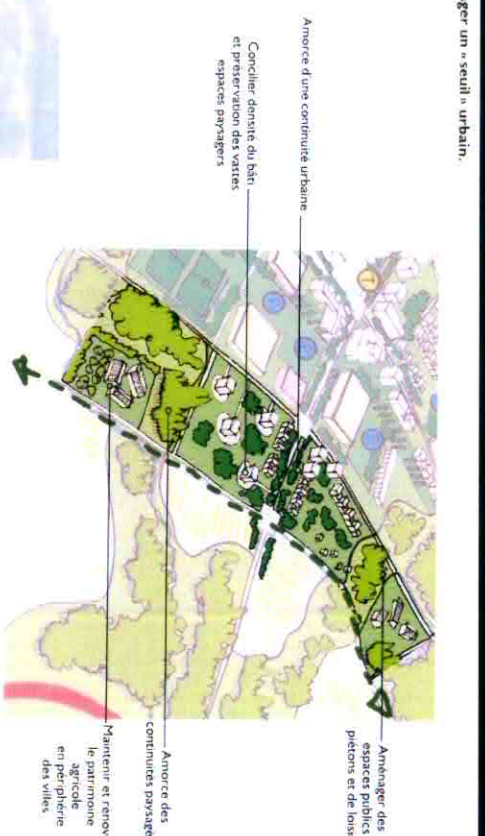 ger un « seuil » urbain.
Amorce d'une continuité urbaine
Concilier densité du bâti
et préservation des vastes
espaces paysagers
Aménager des
espaces publics
piétons et de lois
Amorce des
continuités paysagè
Maintenir et rénov
le patrimoine
agricole
en périphérie
des villes